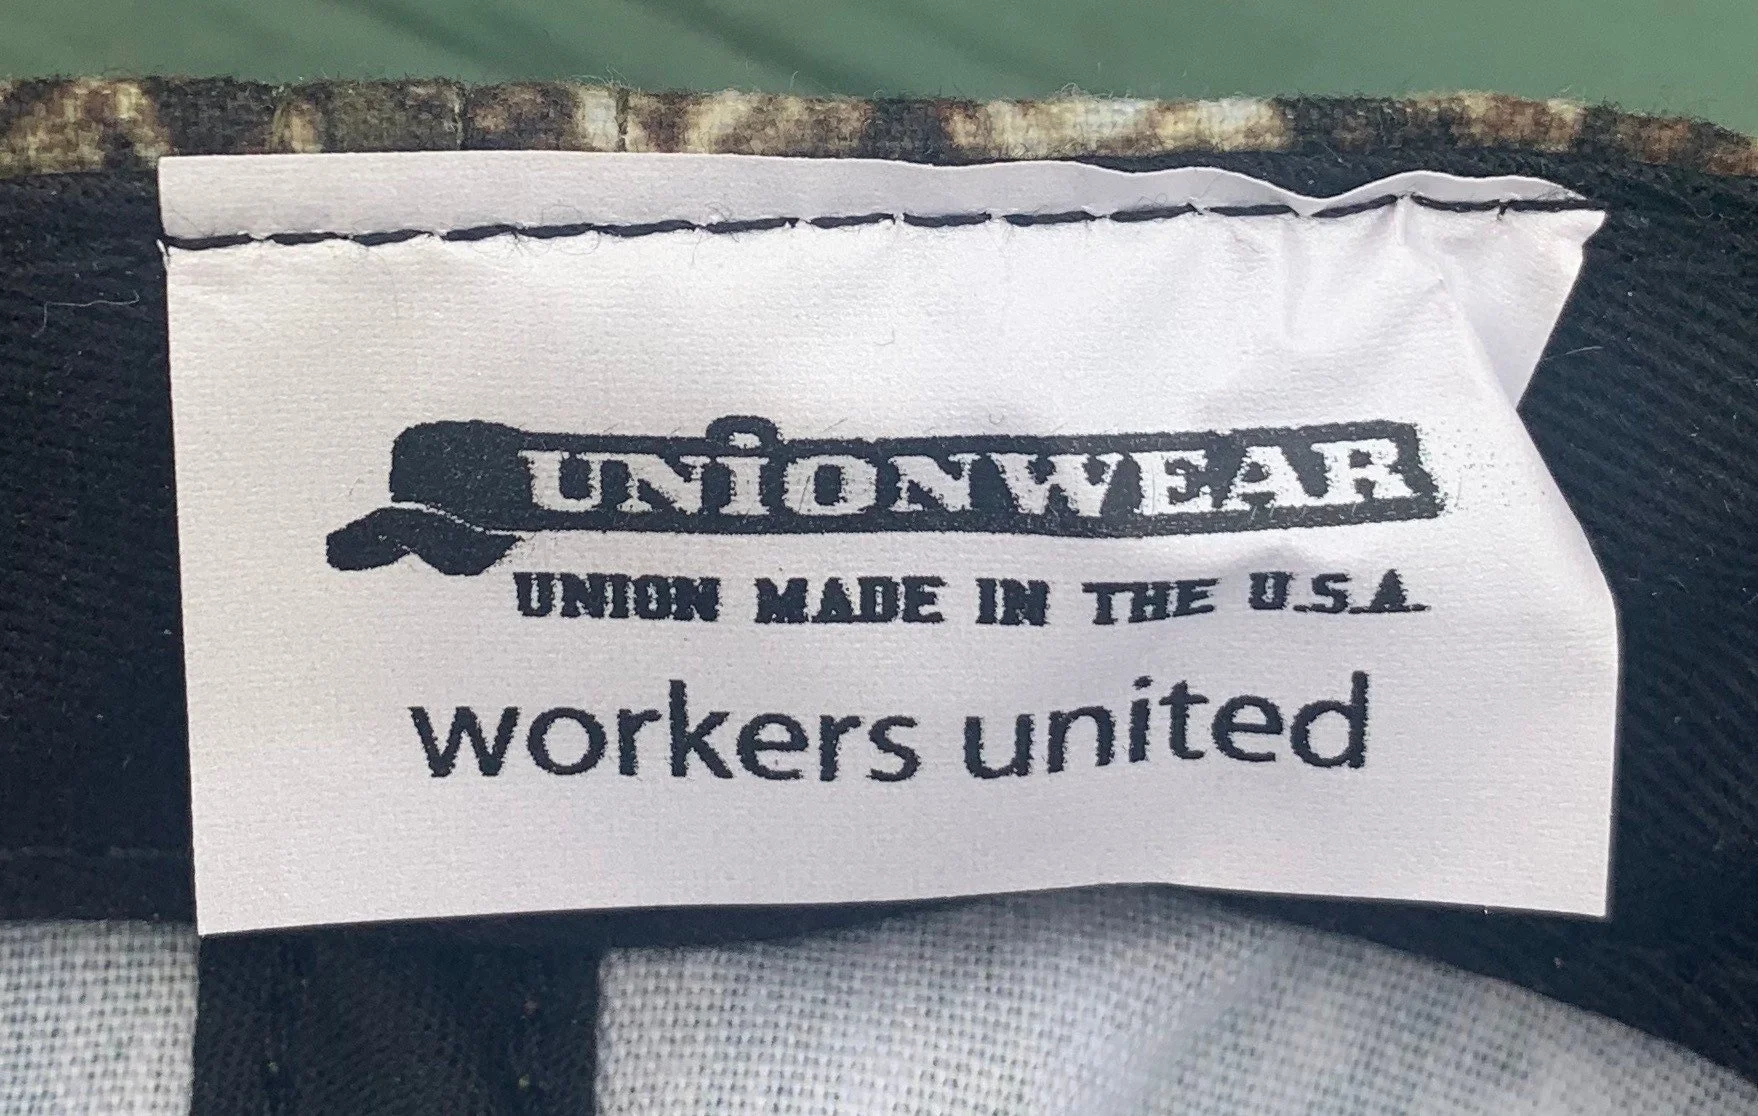 UNiONWEAR
UNION MADE IN THE U.S.A.
workers united